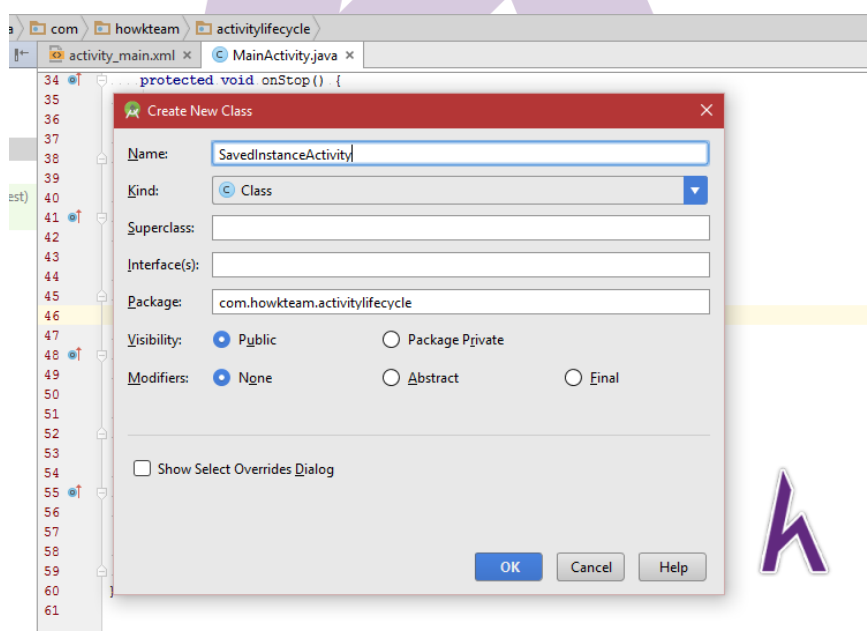 com howkteam activitylifecycle
activity_main.xml × MainActivity.java ×
34 protected void onStop() {
35
36
37
38
39
40
41
42
43
44
45
46
47
48
49
50
51
52
53
54
55
56
57
58
59
60 }
61
est)
Create New Class
Name: SavedInstanceActivity
Kind: Class
Superclass:
Interface(s):
Package: com.howkteam.activitylifecycle
Visibility: Public Package Private
Modifiers: None Abstract Final
Show Select Overrides Dialog
OK Cancel Help